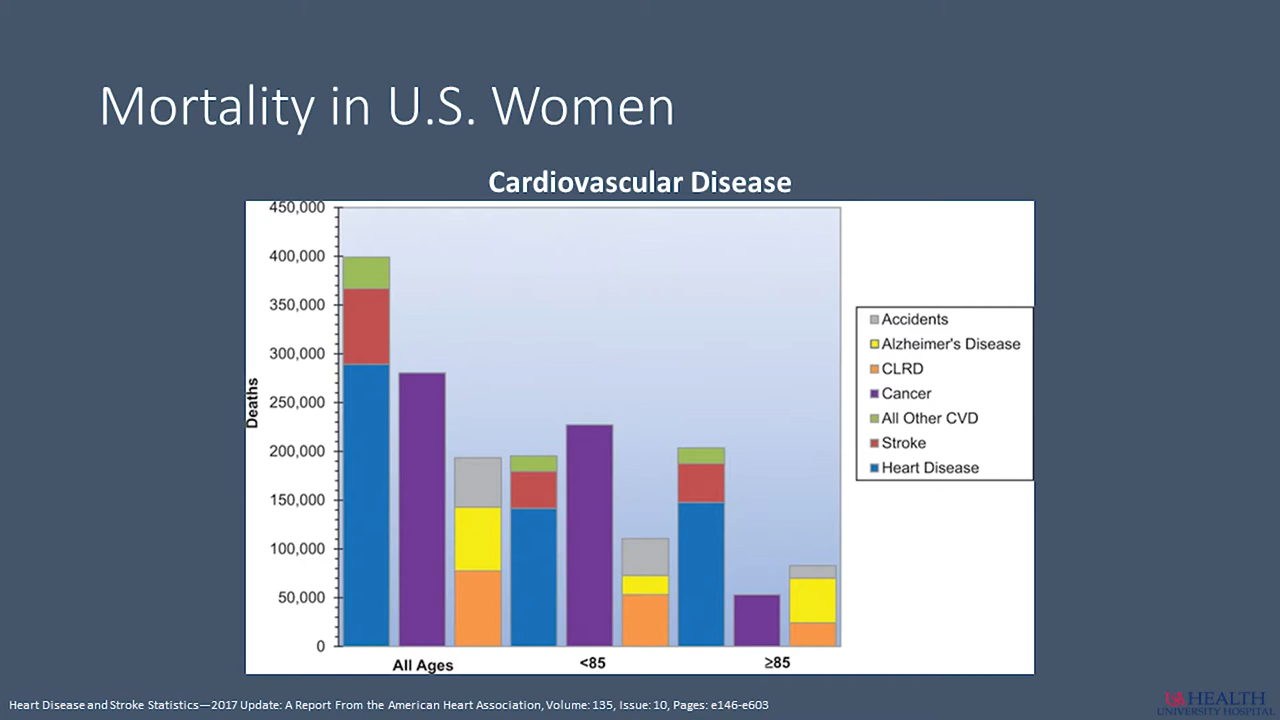 Mortality in U.S. Women
Cardiovascular Disease
450,000
400,000
350,000
300,000
250,000
200,000
150,000
100,000
50,000
0
Deaths
All Ages
<85
≥85
Accidents
Alzheimer's Disease
CLRD
Cancer
All Other CVD
Stroke
Heart Disease
Heart Disease and Stroke Statistics—2017 Update: A Report From the American Heart Association, Volume: 135, Issue: 10, Pages: e146-e603
USA HEALTH
UNIVERSITY HOSPITAL